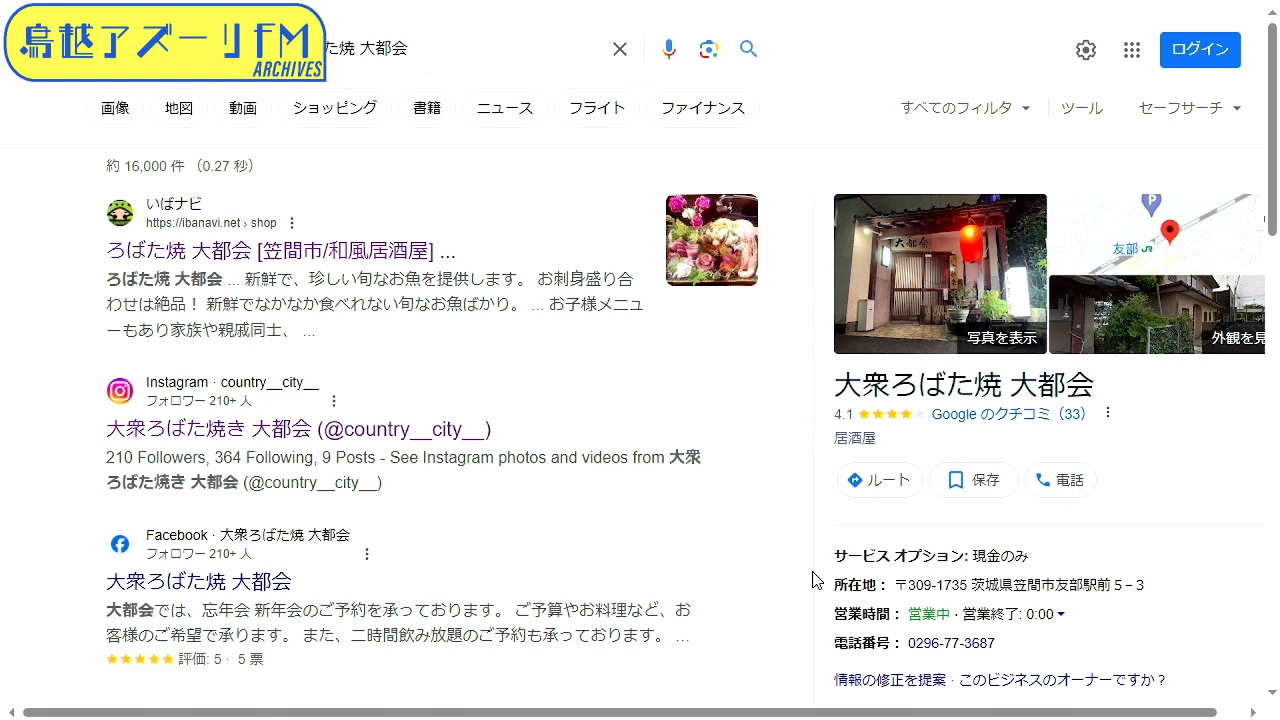 鳥越アズーリFM
ARCHIVES
た焼 大都会
ログイン
画像
地図
動画
ショッピング
書籍
ニュース
フライト
ファイナンス
すべてのフィルタ
ツール
セーフサーチ
約 16,000 件 （0.27 秒）
いばナビ
https://ibanavi.net › shop
ろばた焼 大都会 [笠間市/和風居酒屋] ...
ろばた焼 大都会 ... 新鮮で、珍しい旬なお魚を提供します。 お刺身盛り合
わせは絶品！ 新鮮でなかなか食べれない旬なお魚ばかり。 ... お子様メニュ
ーもあり家族や親戚同士、 ...
Instagram · country__city__
フォロワー 210+ 人
大衆ろばた焼き 大都会 (@country__city__)
210 Followers, 364 Following, 9 Posts - See Instagram photos and videos from 大衆
ろばた焼き 大都会 (@country__city__)
Facebook · 大衆ろばた焼 大都会
フォロワー 210+ 人
大衆ろばた焼 大都会
大都会では、忘年会 新年会のご予約を承っております。 ご予算やお料理など、お
客様のご希望で承ります。 また、二時間飲み放題のご予約も承っております。 ...
評価: 5 · 5 票
大都会
写真を表示
P
友部 JR
外観を見
大衆ろばた焼 大都会
4.1
Google のクチコミ（33）
居酒屋
ルート
保存
電話
サービス オプション: 現金のみ
所在地： 〒309-1735 茨城県笠間市友部駅前５−３
営業時間： 営業中 · 営業終了: 0:00
電話番号： 0296-77-3687
情報の修正を提案 · このビジネスのオーナーですか？